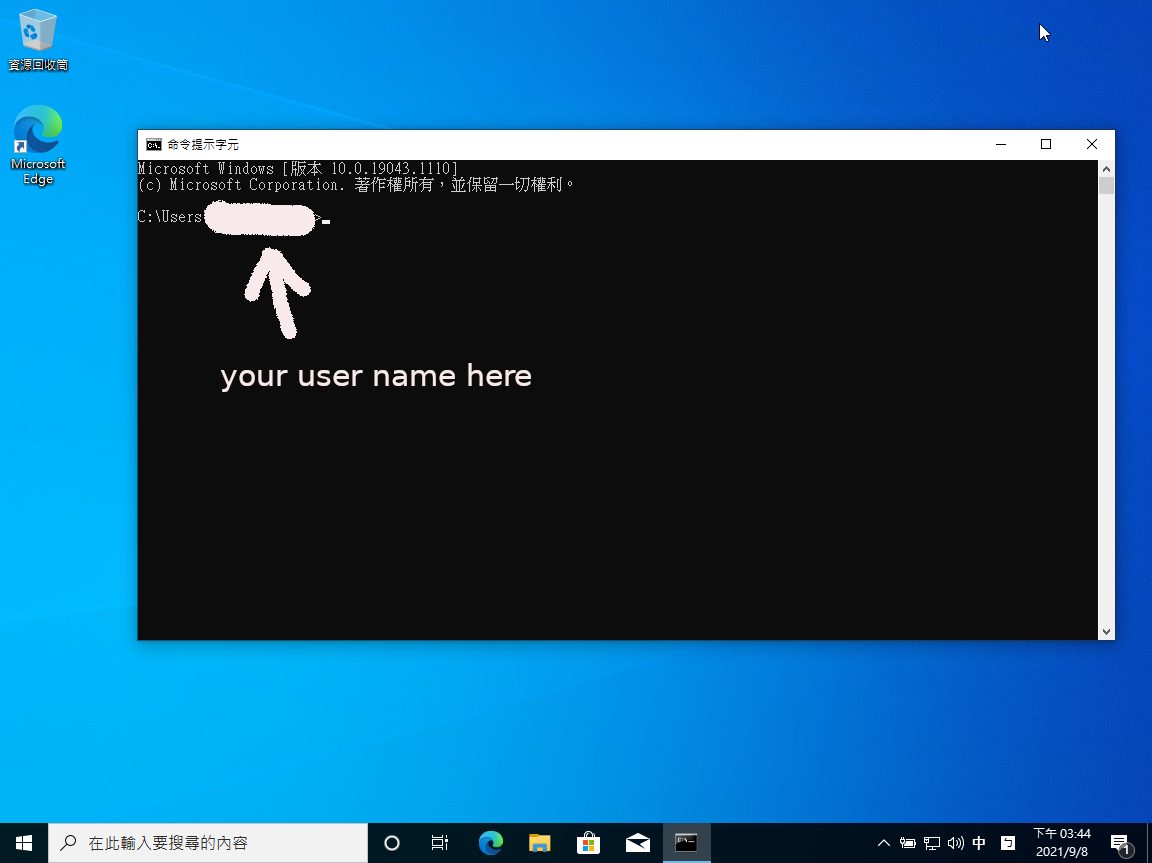 資源回收筒
Microsoft
Edge
命令提示字元
Microsoft Windows [版本 10.0.19043.1110]
(c) Microsoft Corporation. 著作權所有，並保留一切權利。
C:\Users
>
your user name here
在此輸入要搜尋的內容
中
下午 03:44
2021/9/8
1